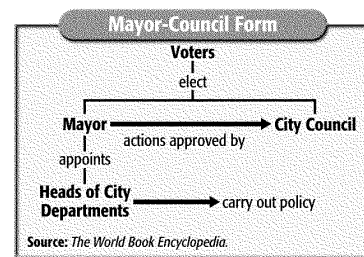 Mayor-Council Form
Voters
elect
Mayor
City Council
actions approved by
appoints
Heads of City
Departments
carry out policy
Source: The World Book Encyclopedia.